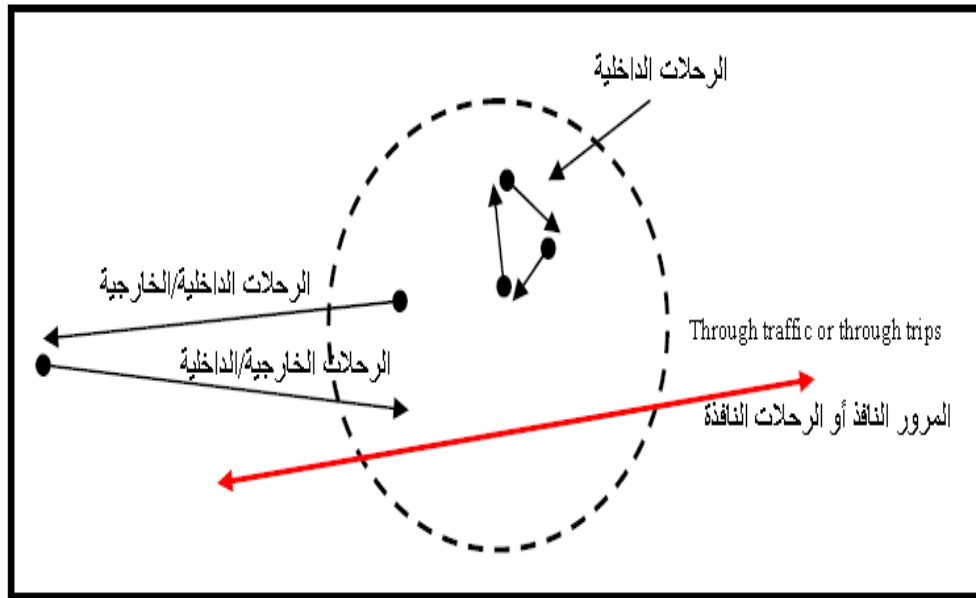 الرحلات الداخلية
الرحلات الداخلية/الخارجية
Through traffic or through trips
الرحلات الخارجية/الداخلية
المرور النافذ أو الرحلات النافذة